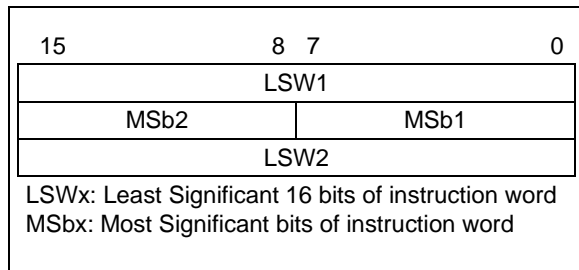 15 8 7 0
LSW1
MSb2 MSb1
LSW2
LSWx: Least Significant 16 bits of instruction word
MSbx: Most Significant bits of instruction word